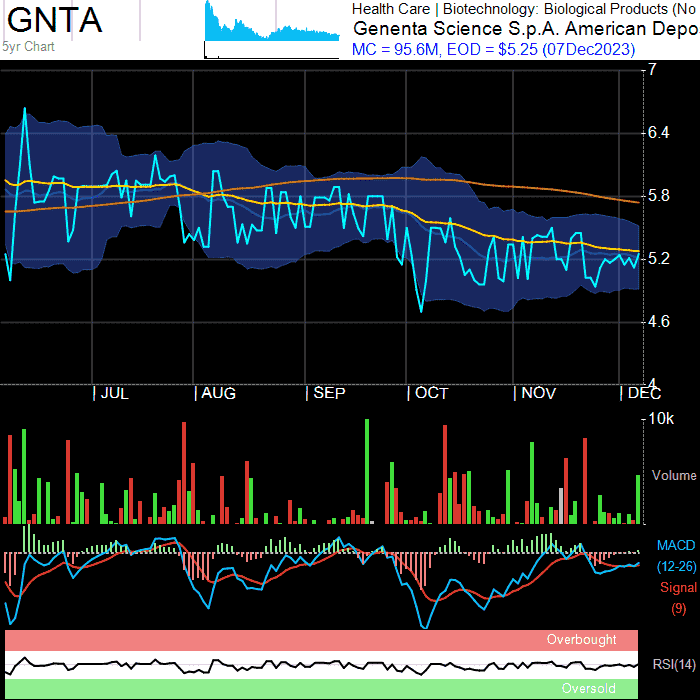 GNTA
5yr Chart
Health Care | Biotechnology: Biological Products (No
Genenta Science S.p.A. American Depo
MC = 95.6M, EOD = $5.25 (07Dec2023)
7
6.4
5.8
5.2
4.6
4
JUL AUG SEP OCT NOV DEC
10k
Volume
MACD
(12-26)
Signal
(9)
Overbought
RSI(14)
Oversold